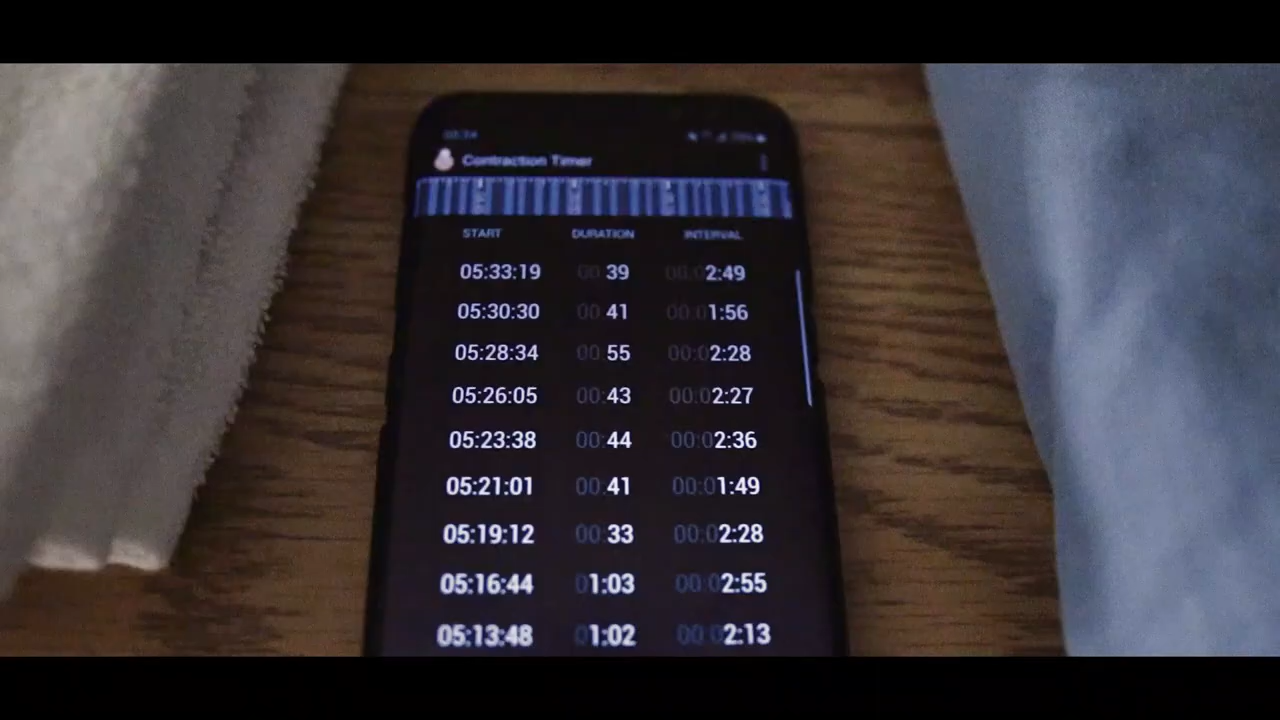 05:34
Contraction Timer
START DURATION INTERVAL
05:33:19 00:39 00:02:49
05:30:30 00:41 00:01:56
05:28:34 00:55 00:02:28
05:26:05 00:43 00:02:27
05:23:38 00:44 00:02:36
05:21:01 00:41 00:01:49
05:19:12 00:33 00:02:28
05:16:44 01:03 00:02:55
05:13:48 01:02 00:02:13